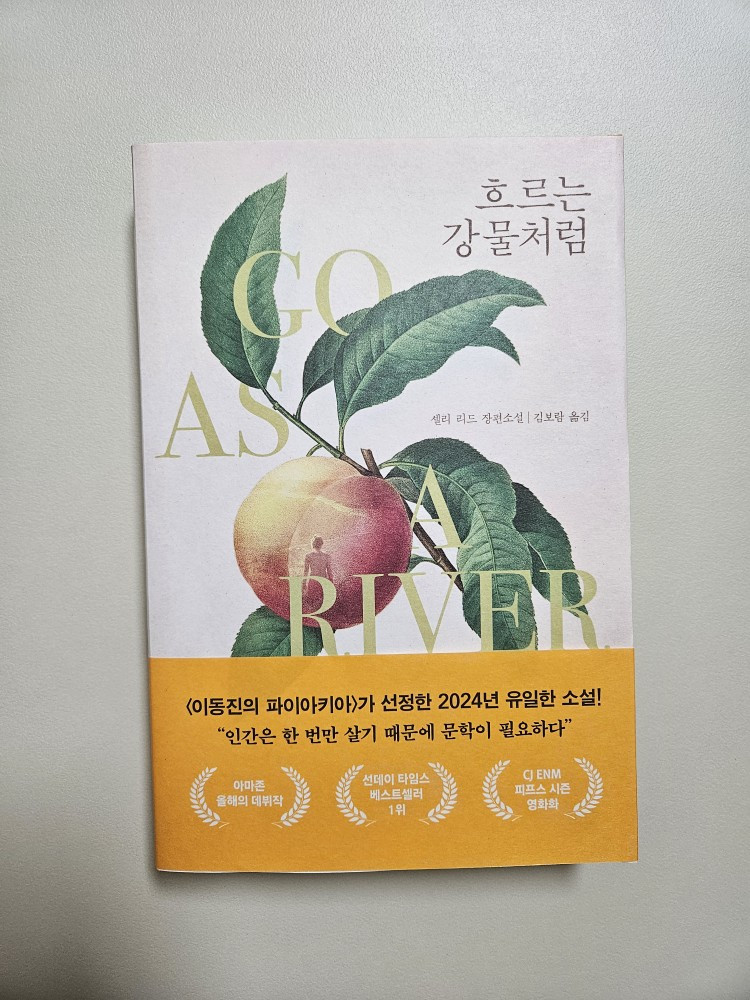 흐르는
강물처럼
GO
AS
셸리 리드 장편소설 | 김보람 옮김
A
RIVER
〈이동진의 파이아키아〉가 선정한 2024년 유일한 소설!
“인간은 한 번만 살기 때문에 문학이 필요하다”
아마존
올해의 데뷔작
선데이 타임스
베스트셀러
1위
CJ ENM
피프스 시즌
영화화